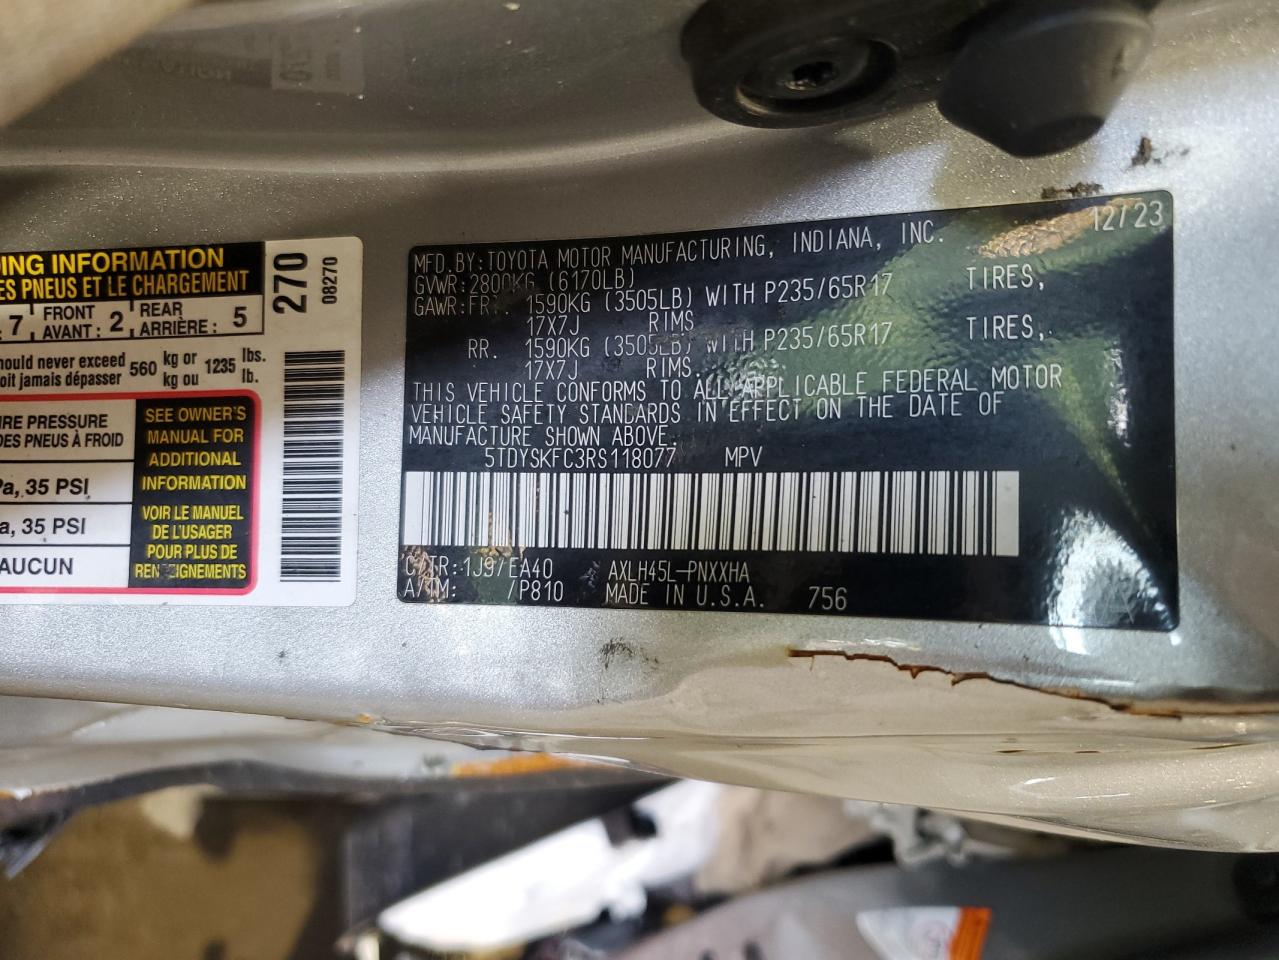 DING INFORMATION
ES PNEUS ET LE CHARGEMENT
7 FRONT AVANT : 2 REAR ARRIÈRE : 5
should never exceed 560 kg or 1235 lbs.
doit jamais dépasser kg ou lb.
IRE PRESSURE
DES PNEUS À FROID
Pa, 35 PSI
a, 35 PSI
AUCUN
SEE OWNER'S
MANUAL FOR
ADDITIONAL
INFORMATION
VOIR LE MANUEL
DE L'USAGER
POUR PLUS DE
RENSEIGNEMENTS
270
08270
MFD.BY:TOYOTA MOTOR MANUFACTURING, INDIANA, INC. 12/23
GVWR:2800KG (6170LB)
GAWR:FRT. 1590KG (3505LB) WITH P235/65R17 TIRES,
17X7J RIMS
RR. 1590KG (3505LB) WITH P235/65R17 TIRES,
17X7J RIMS.
THIS VEHICLE CONFORMS TO ALL APPLICABLE FEDERAL MOTOR
VEHICLE SAFETY STANDARDS IN EFFECT ON THE DATE OF
MANUFACTURE SHOWN ABOVE.
5TDYSKFC3RS118077 MPV
C/TR:1J9/EA40 AXLH45L-PNXXHA
A/TM: /P810 MADE IN U.S.A. 756